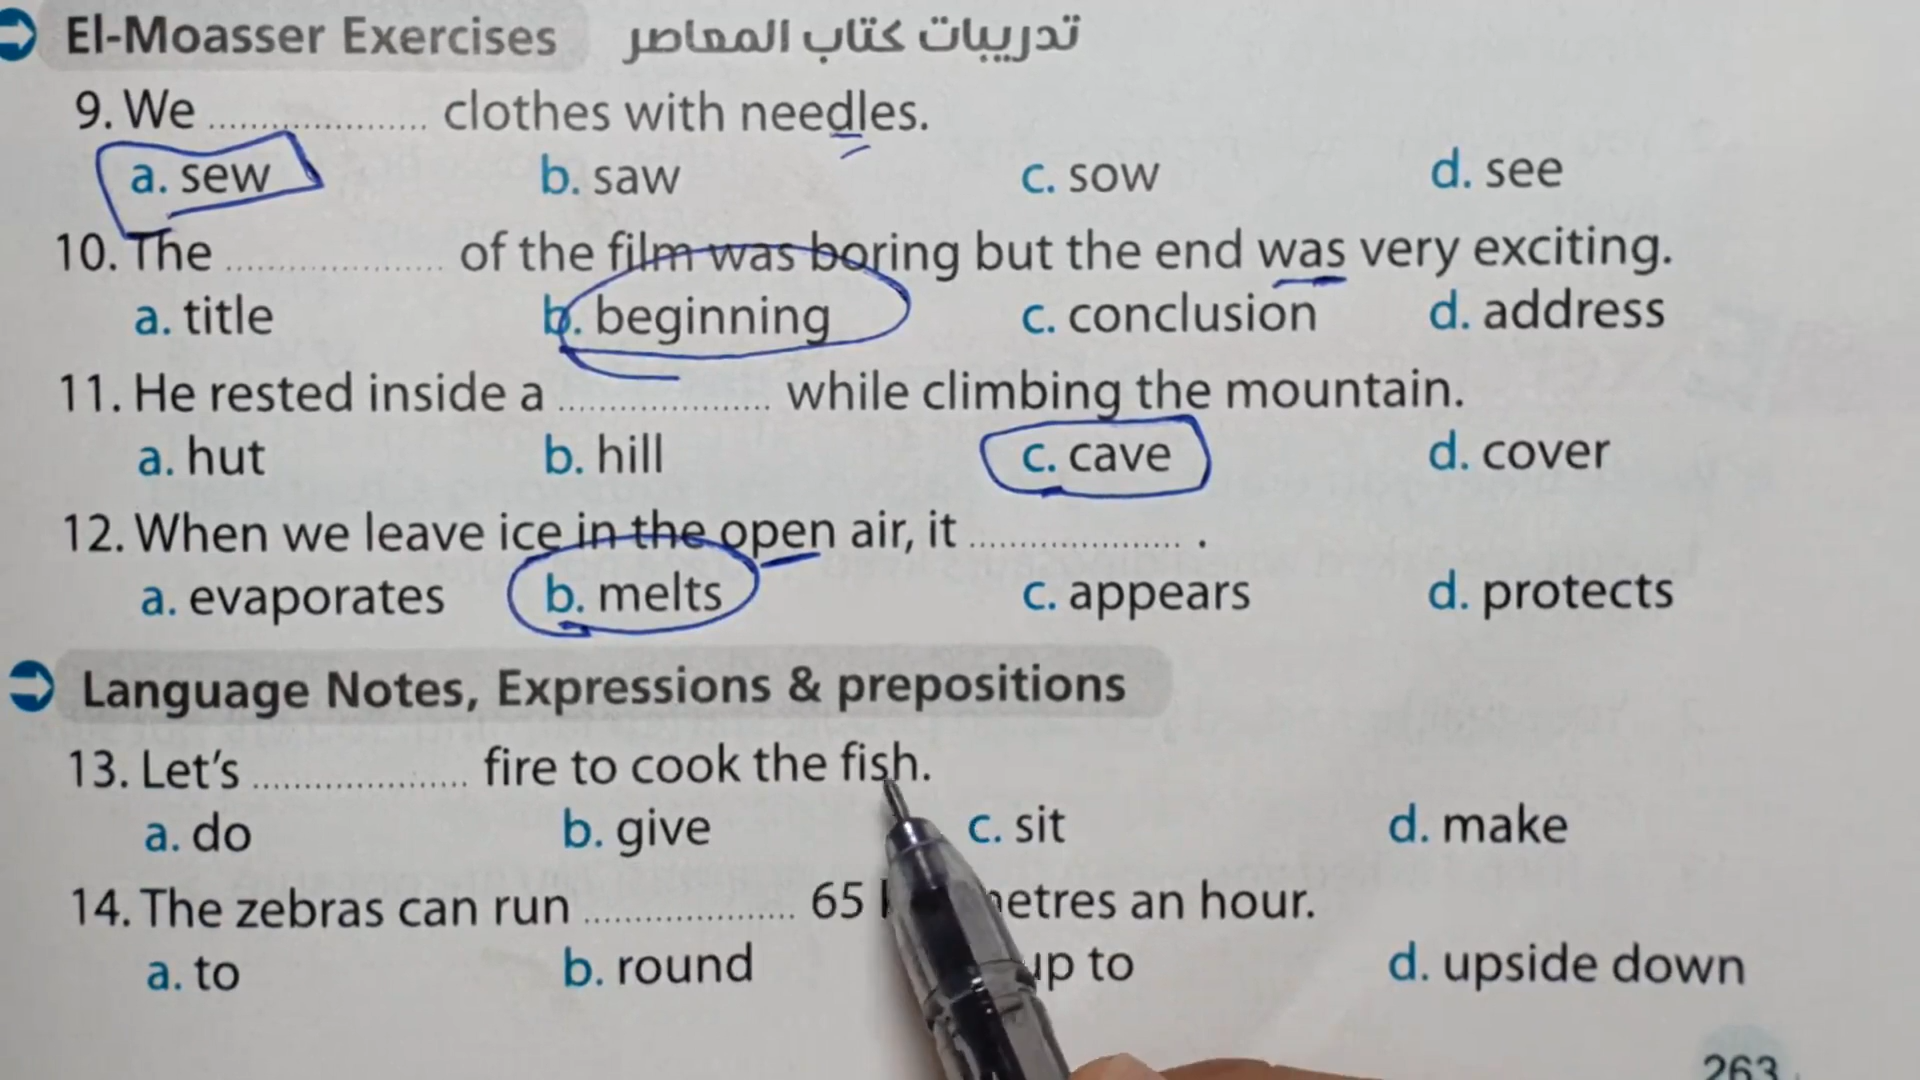 El-Moasser Exercises تدريبات كتاب المعاصر
9. We .................... clothes with needles.
a. sew b. saw c. sow d. see
10. The .................... of the film was boring but the end was very exciting.
a. title b. beginning c. conclusion d. address
11. He rested inside a .................... while climbing the mountain.
a. hut b. hill c. cave d. cover
12. When we leave ice in the open air, it .................... .
a. evaporates b. melts c. appears d. protects
Language Notes, Expressions & prepositions
13. Let's .................... fire to cook the fish.
a. do b. give c. sit d. make
14. The zebras can run .................... 65 etres an hour.
a. to b. round up to d. upside down
263